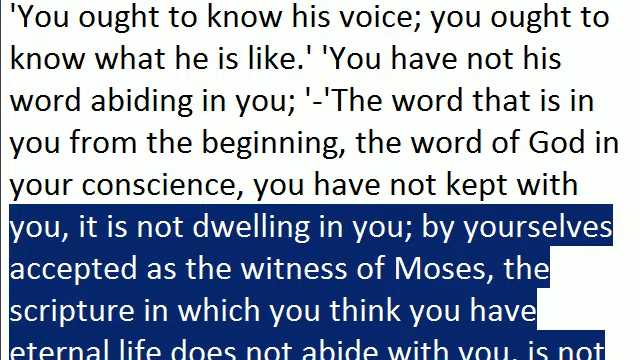 'You ought to know his voice; you ought to
know what he is like.' 'You have not his
word abiding in you; '-'The word that is in
you from the beginning, the word of God in
your conscience, you have not kept with
you, it is not dwelling in you; by yourselves
accepted as the witness of Moses, the
scripture in which you think you have
eternal life does not abide with you, is not